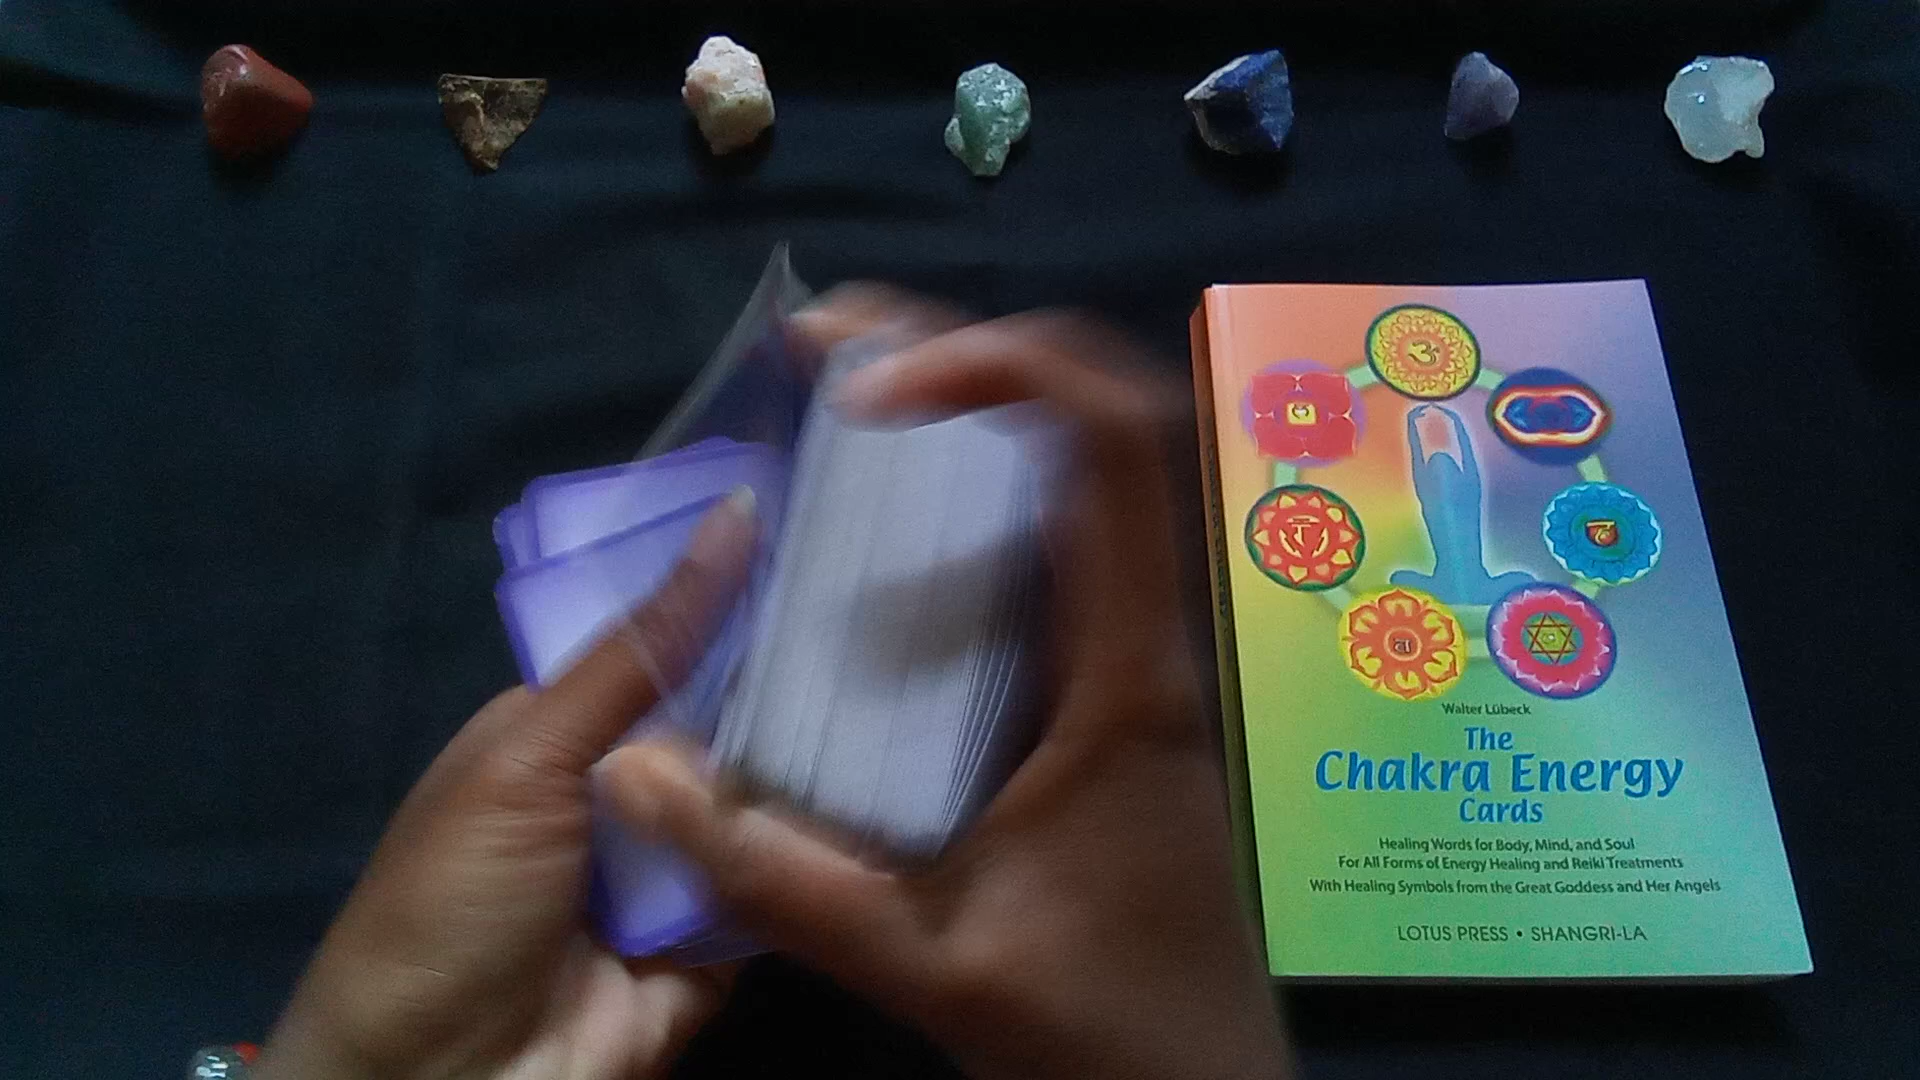 Walter Lübeck
The
Chakra Energy
Cards
Healing Words for Body, Mind, and Soul
For All Forms of Energy Healing and Reiki Treatments
With Healing Symbols from the Great Goddess and Her Angels
LOTUS PRESS • SHANGRI-LA